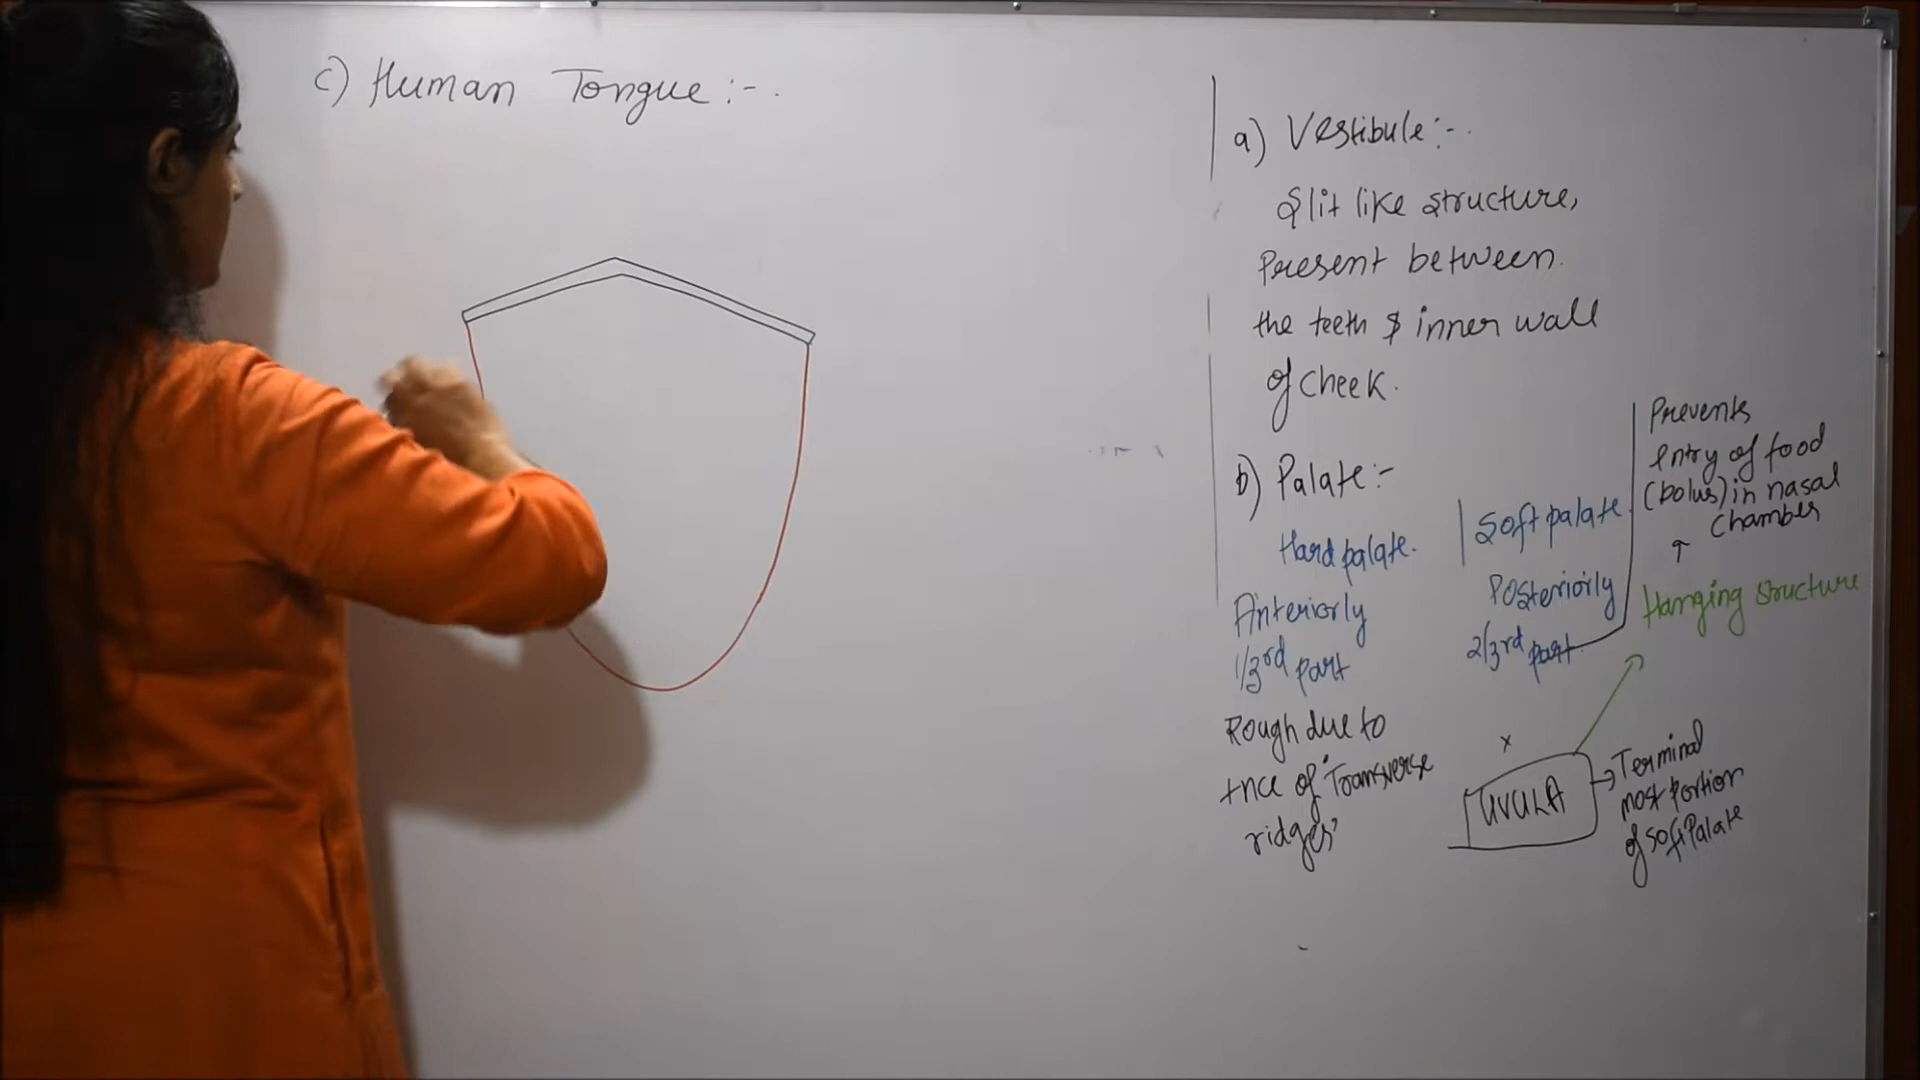 c) Human Tongue :-.
a) Vestibule :-.
Slit like structure,
Present between.
the teeth & inner wall
of cheek.
b) Palate :-
Hard palate.
Anteriorly
1/3rd part
Rough due to
+nce of "Transverse
ridges"
Soft palate
Posteriorily
2/3rd part
Prevents
entry of food
(bolus) in nasal
chamber
↑
Hanging structure
x
UVULA
→ Terminal
most portion
of soft Palate